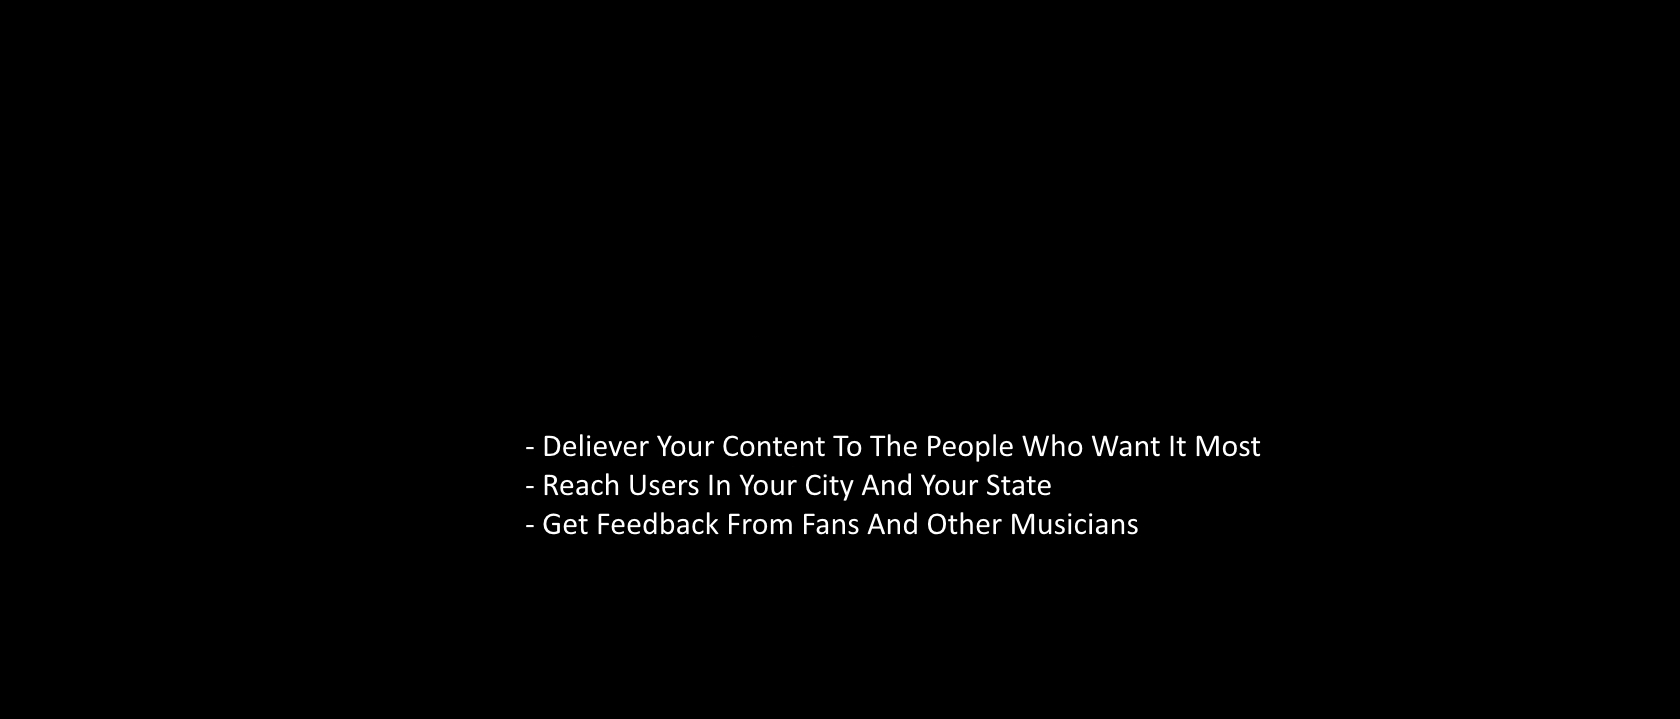 - Deliever Your Content To The People Who Want It Most
- Reach Users In Your City And Your State
- Get Feedback From Fans And Other Musicians